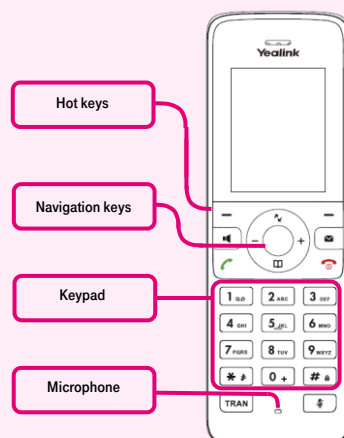 Yealink
Hot keys
Navigation keys
- +
Keypad
1 2 ABC 3 DEF
4 GHI 5 JKL 6 MNO
7 PQRS 8 TUV 9 WXYZ
* 0 + #
Microphone
TRAN